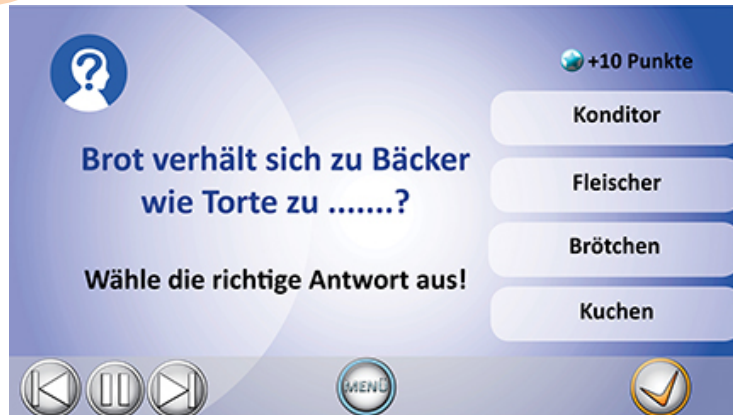 Brot verhält sich zu Bäcker
wie Torte zu .......?
Wähle die richtige Antwort aus!
+10 Punkte
Konditor
Fleischer
Brötchen
Kuchen
MENÜ